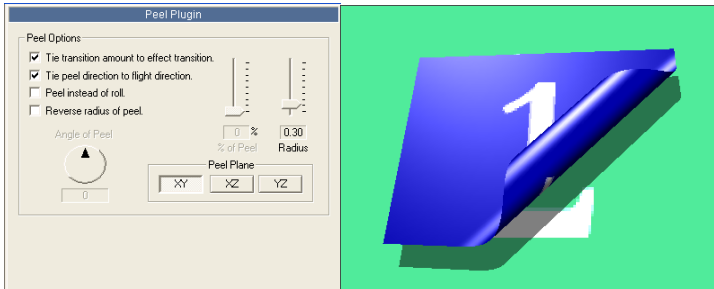 Peel Plugin
Peel Options
Tie transition amount to effect transition.
Tie peel direction to flight direction.
Peel instead of roll.
Reverse radius of peel.
Angle of Peel
0
0 %
% of Peel
0.30
Radius
Peel Plane
XY XZ YZ
1